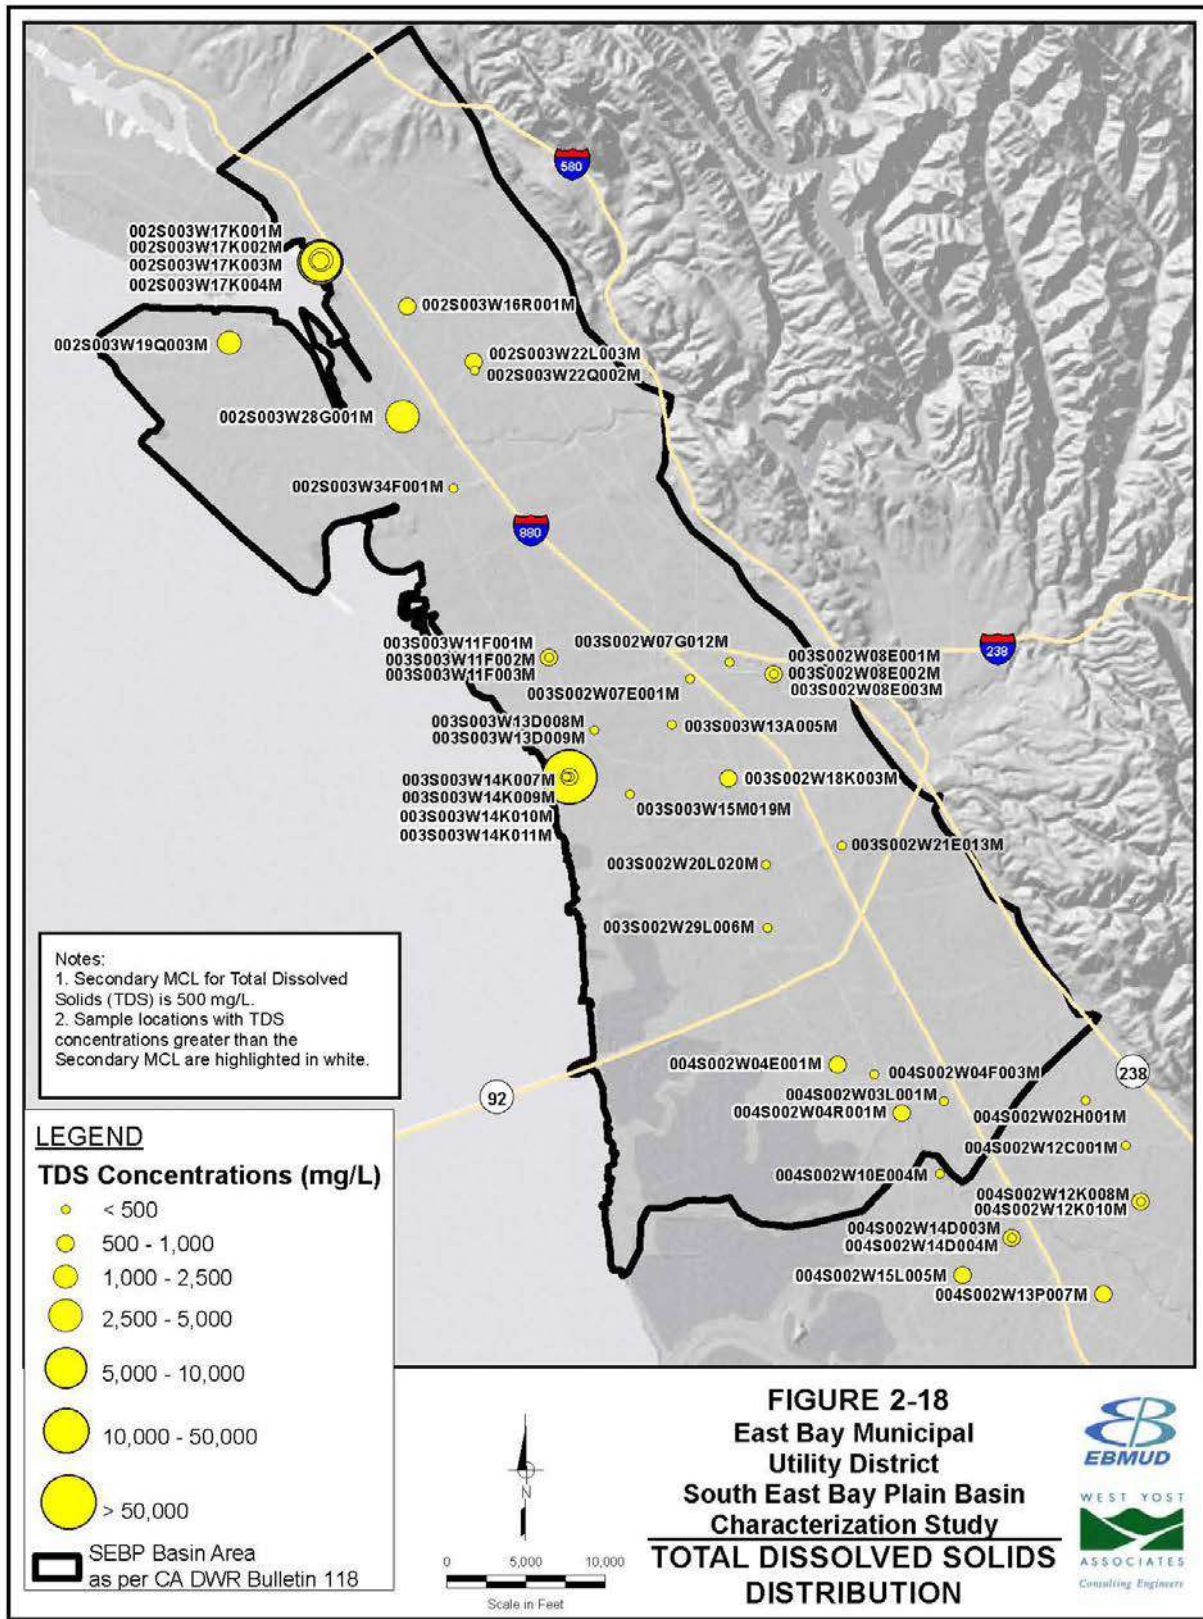 580
002S003W17K001M
002S003W17K002M
002S003W17K003M
002S003W17K004M
002S003W16R001M
002S003W19Q003M
002S003W22L003M
002S003W22Q002M
002S003W28G001M
002S003W34F001M
880
003S003W11F001M
003S003W11F002M
003S003W11F003M
003S002W07G012M
003S002W08E001M
003S002W08E002M
003S002W08E003M
238
003S002W07E001M
003S003W13D008M
003S003W13D009M
003S003W13A005M
003S003W14K007M
003S003W14K009M
003S003W14K010M
003S003W14K011M
003S002W18K003M
003S003W15M019M
003S002W21E013M
003S002W20L020M
003S002W29L006M
Notes:
1. Secondary MCL for Total Dissolved
Solids (TDS) is 500 mg/L.
2. Sample locations with TDS
concentrations greater than the
Secondary MCL are highlighted in white.
92
004S002W04E001M
004S002W04F003M
238
004S002W03L001M
004S002W04R001M
004S002W02H001M
004S002W12C001M
004S002W10E004M
004S002W12K008M
004S002W12K010M
004S002W14D003M
004S002W14D004M
004S002W15L005M
004S002W13P007M
LEGEND
TDS Concentrations (mg/L)
< 500
500 - 1,000
1,000 - 2,500
2,500 - 5,000
5,000 - 10,000
10,000 - 50,000
> 50,000
SEBP Basin Area
as per CA DWR Bulletin 118
N
0 5,000 10,000
Scale in Feet
FIGURE 2-18
East Bay Municipal
Utility District
South East Bay Plain Basin
Characterization Study
TOTAL DISSOLVED SOLIDS
DISTRIBUTION
EBMUD
WEST YOST
ASSOCIATES
Consulting Engineers